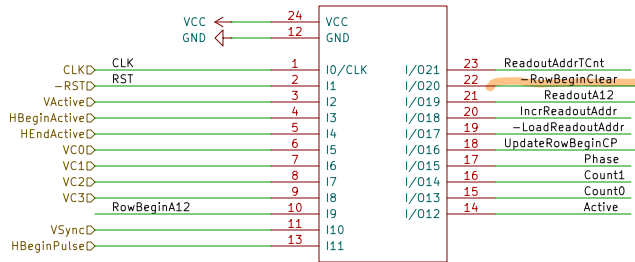 VCC 24 VCC
GND 12 GND
CLK CLK 1 I0/CLK I/O21 23 ReadoutAddrTCnt
-RST RST 2 I1 I/O20 22 -RowBeginClear
VActive 3 I2 I/O19 21 ReadoutA12
HBeginActive 4 I3 I/O18 20 IncrReadoutAddr
HEndActive 5 I4 I/O17 19 -LoadReadoutAddr
VC0 6 I5 I/O16 18 UpdateRowBeginCP
VC1 7 I6 I/O15 17 Phase
VC2 8 I7 I/O14 16 Count1
VC3 9 I8 I/O13 15 Count0
RowBeginA12 10 I9 I/O12 14 Active
VSync 11 I10
HBeginPulse 13 I11